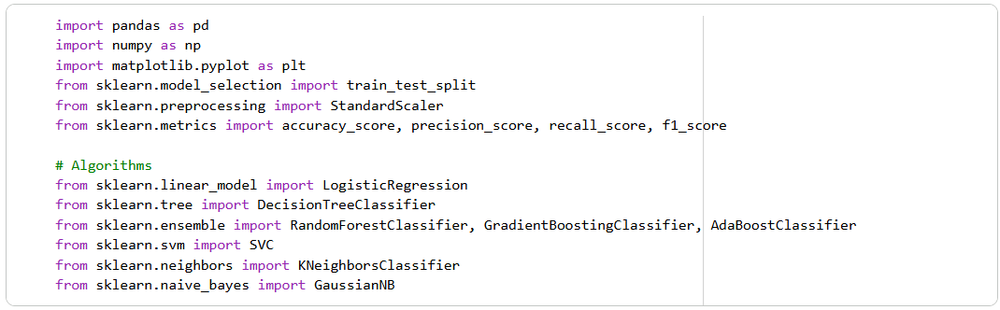 import pandas as pd
import numpy as np
import matplotlib.pyplot as plt
from sklearn.model_selection import train_test_split
from sklearn.preprocessing import StandardScaler
from sklearn.metrics import accuracy_score, precision_score, recall_score, f1_score
# Algorithms
from sklearn.linear_model import LogisticRegression
from sklearn.tree import DecisionTreeClassifier
from sklearn.ensemble import RandomForestClassifier, GradientBoostingClassifier, AdaBoostClassifier
from sklearn.svm import SVC
from sklearn.neighbors import KNeighborsClassifier
from sklearn.naive_bayes import GaussianNB